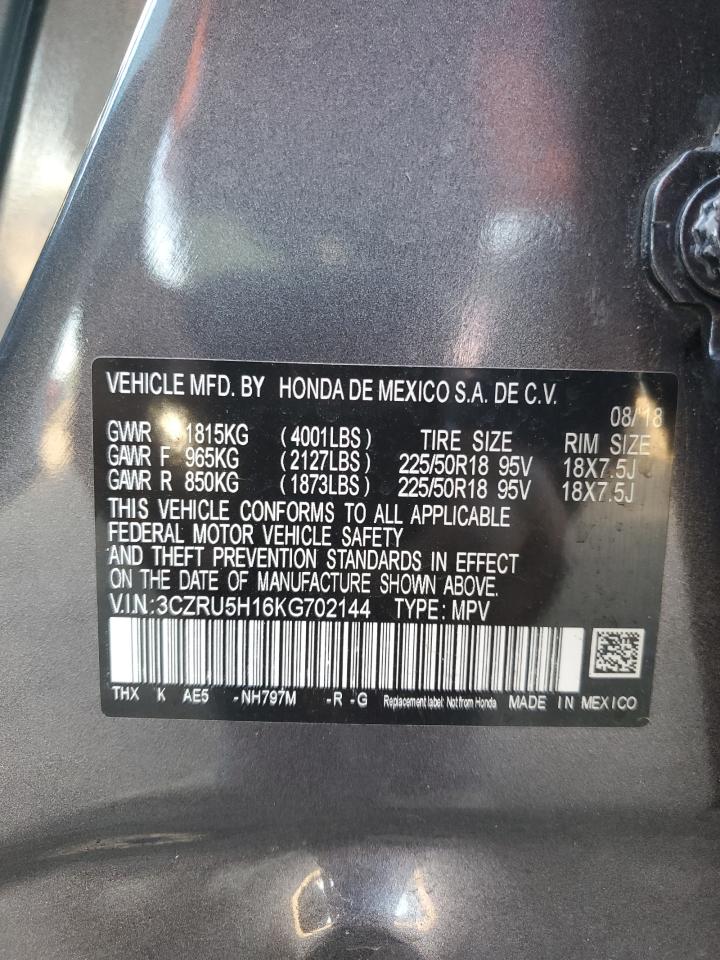 VEHICLE MFD. BY HONDA DE MEXICO S.A. DE C.V.
08/18
GWR 1815KG (4001LBS) TIRE SIZE RIM SIZE
GAWR F 965KG (2127LBS) 225/50R18 95V 18X7.5J
GAWR R 850KG (1873LBS) 225/50R18 95V 18X7.5J
THIS VEHICLE CONFORMS TO ALL APPLICABLE
FEDERAL MOTOR VEHICLE SAFETY
AND THEFT PREVENTION STANDARDS IN EFFECT
ON THE DATE OF MANUFACTURE SHOWN ABOVE.
V.I.N:3CZRU5H16KG702144 TYPE: MPV
THX K AE5 -NH797M -R -G Replacement label: Not from Honda MADE IN MEXICO